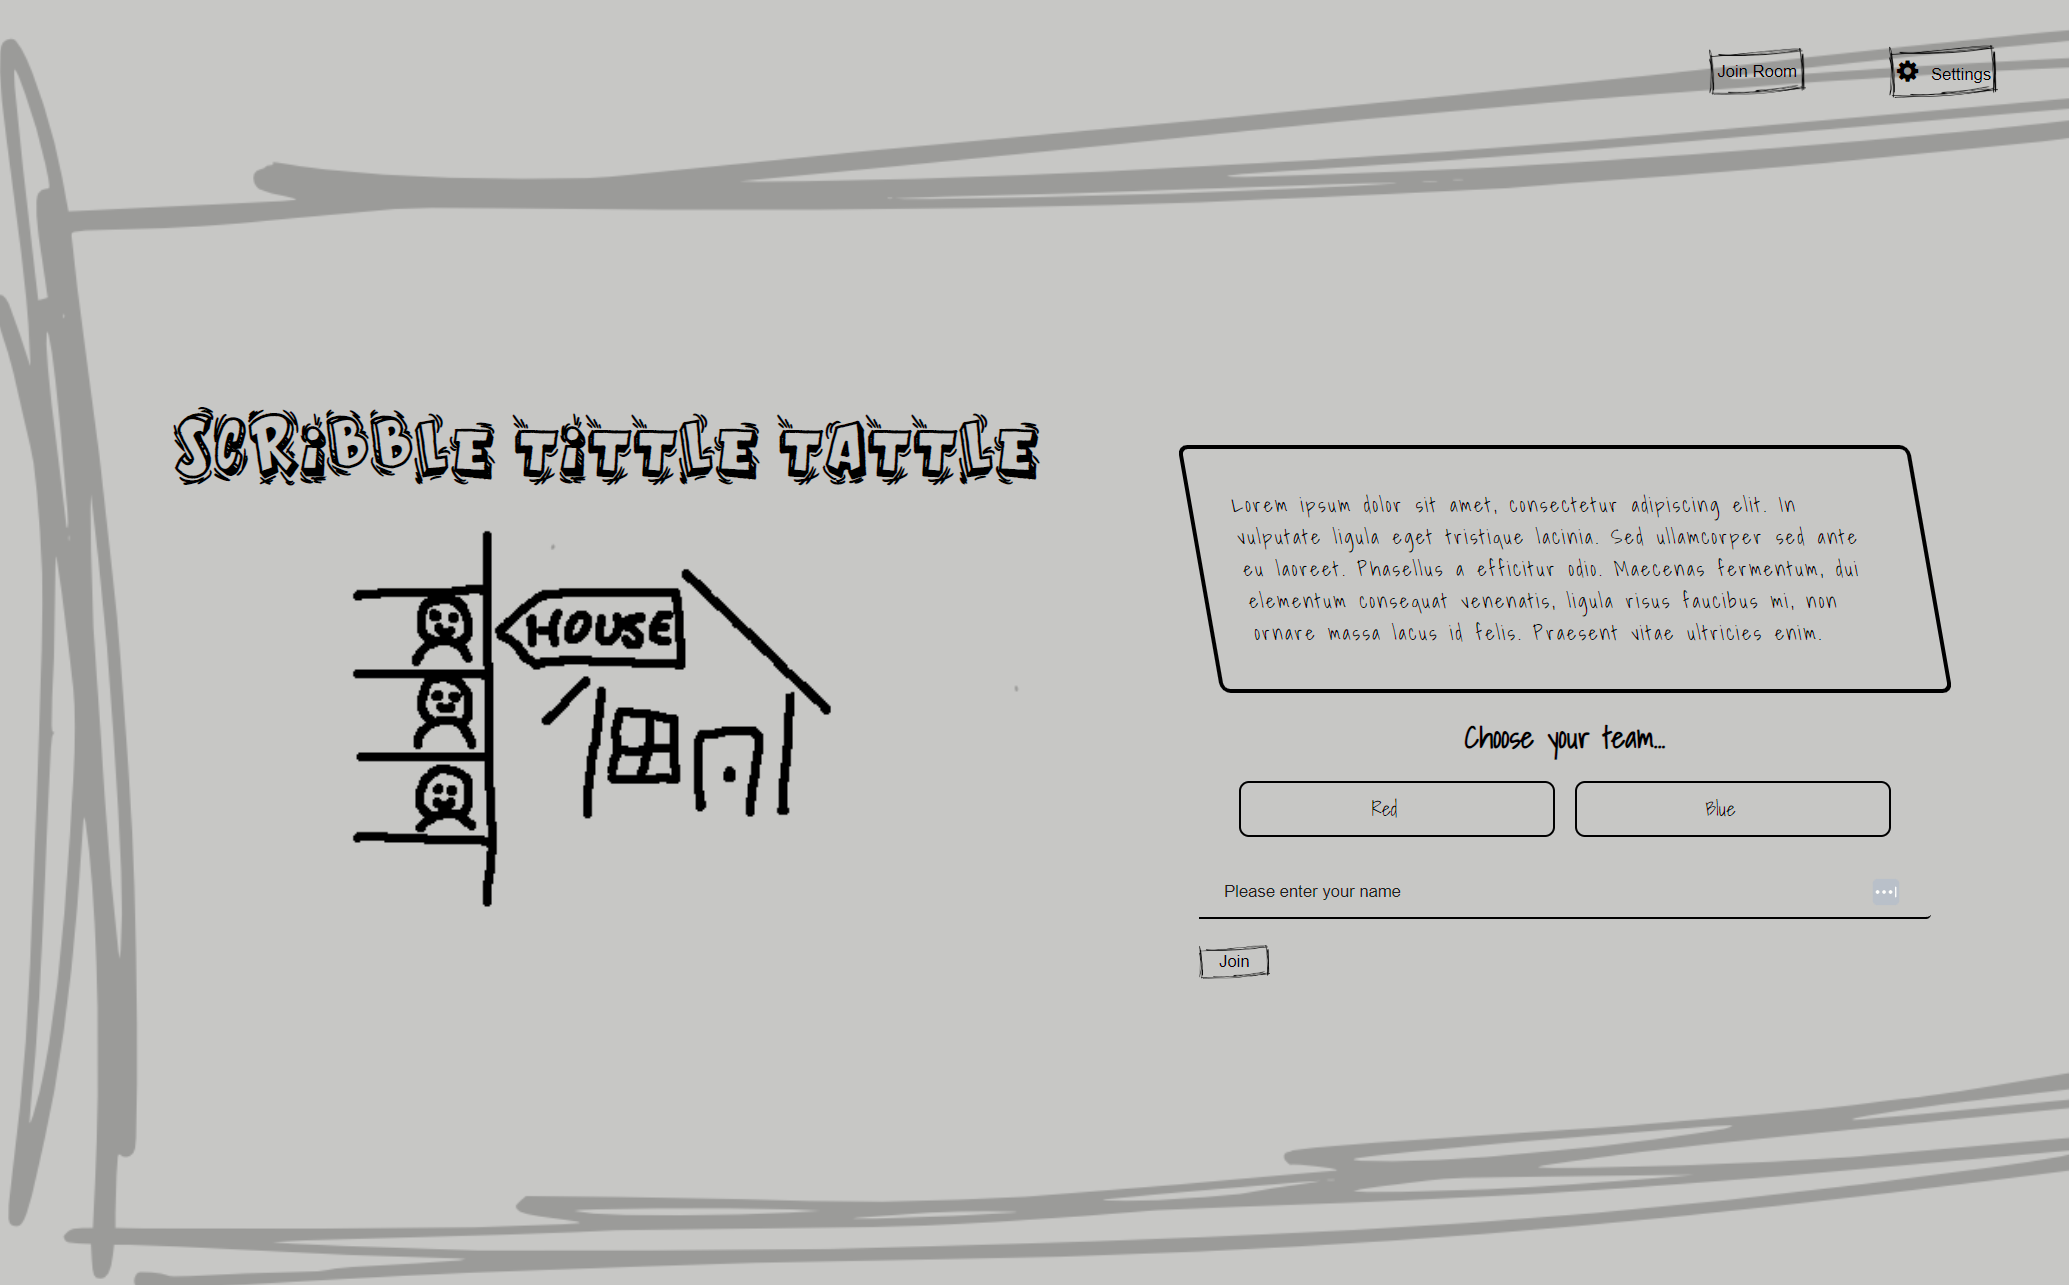 Join Room
Settings
SCRiBBLE TiTTLE TATTLE
HOUSE
Lorem ipsum dolor sit amet, consectetur adipiscing elit. In
vulputate ligula eget tristique lacinia. Sed ullamcorper sed ante
eu laoreet. Phasellus a efficitur odio. Maecenas fermentum, dui
elementum consequat venenatis, ligula risus faucibus mi, non
ornare massa lacus id felis. Praesent vitae ultricies enim.
Choose your team...
Red
Blue
Please enter your name
Join